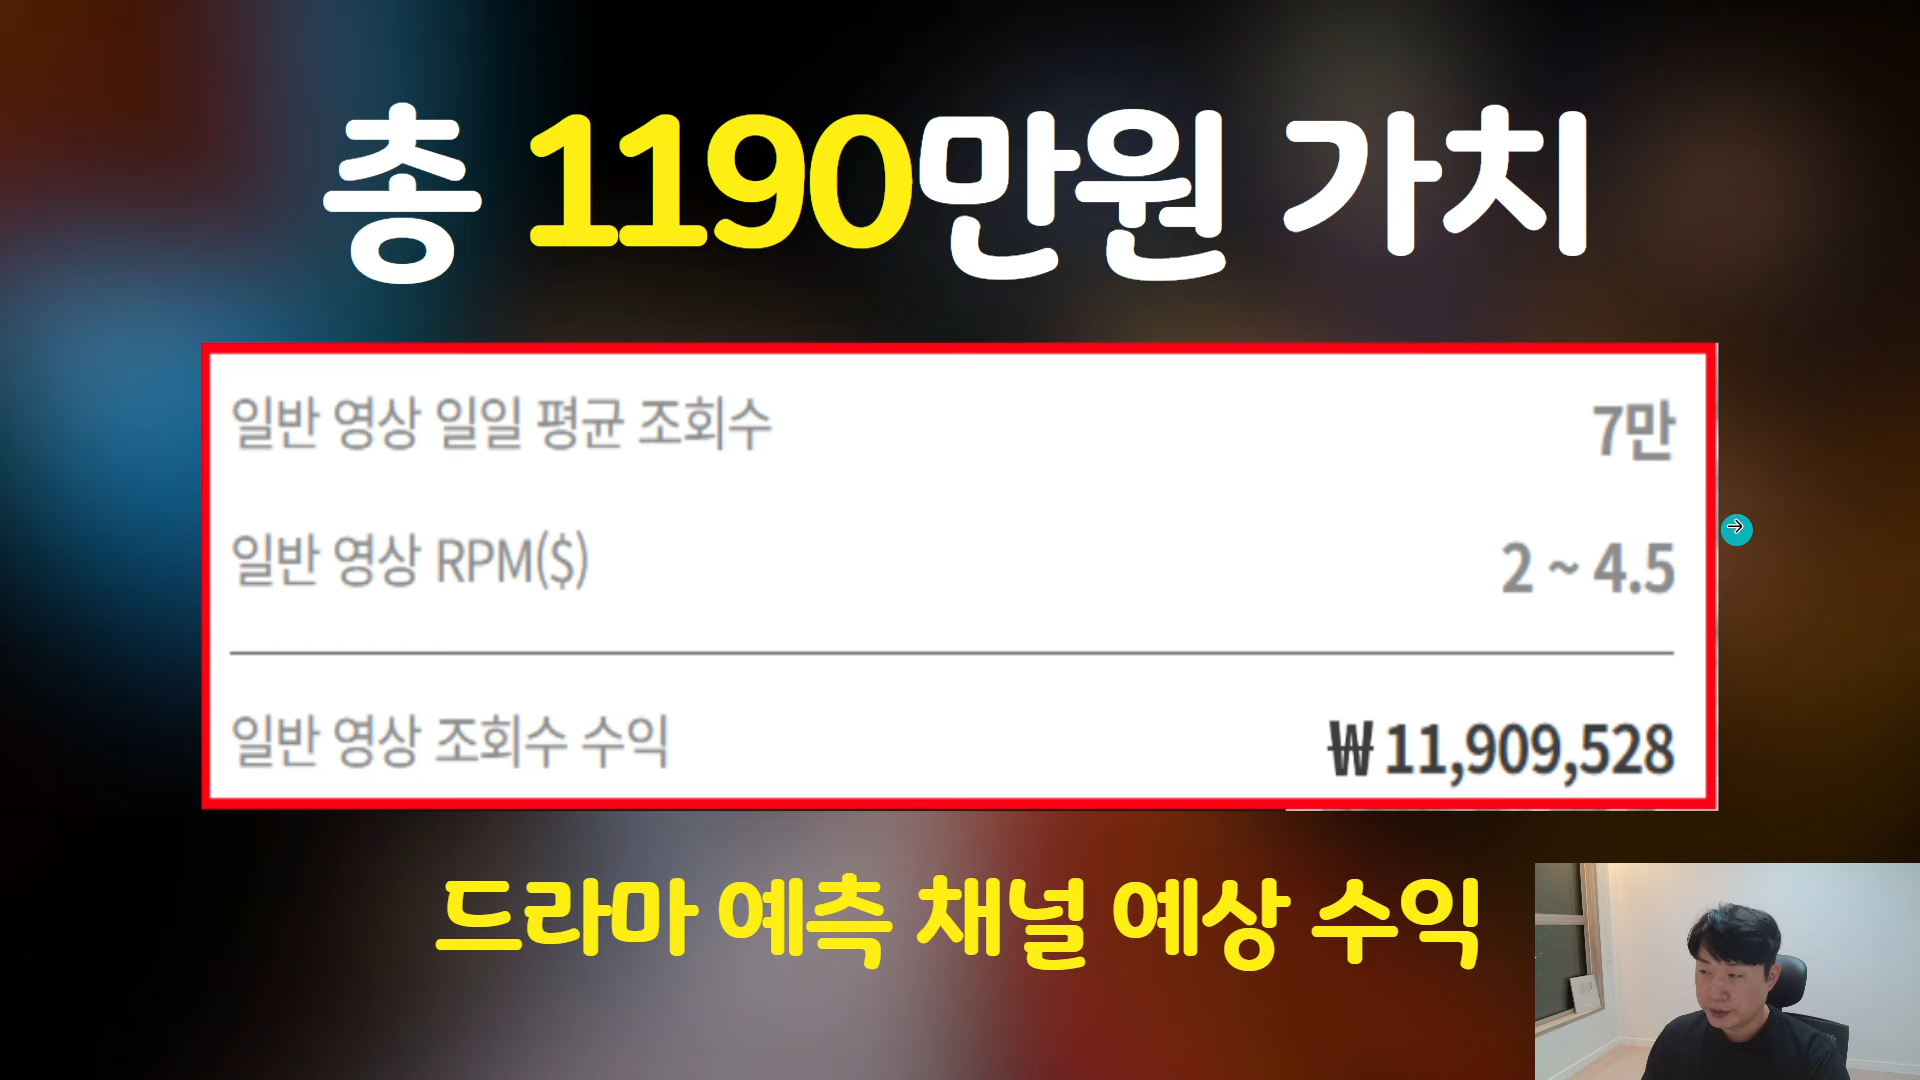 총 1190만원 가치
일반 영상 일일 평균 조회수 7만
일반 영상 RPM($) 2 ~ 4.5
일반 영상 조회수 수익 ₩11,909,528
드라마 예측 채널 예상 수익